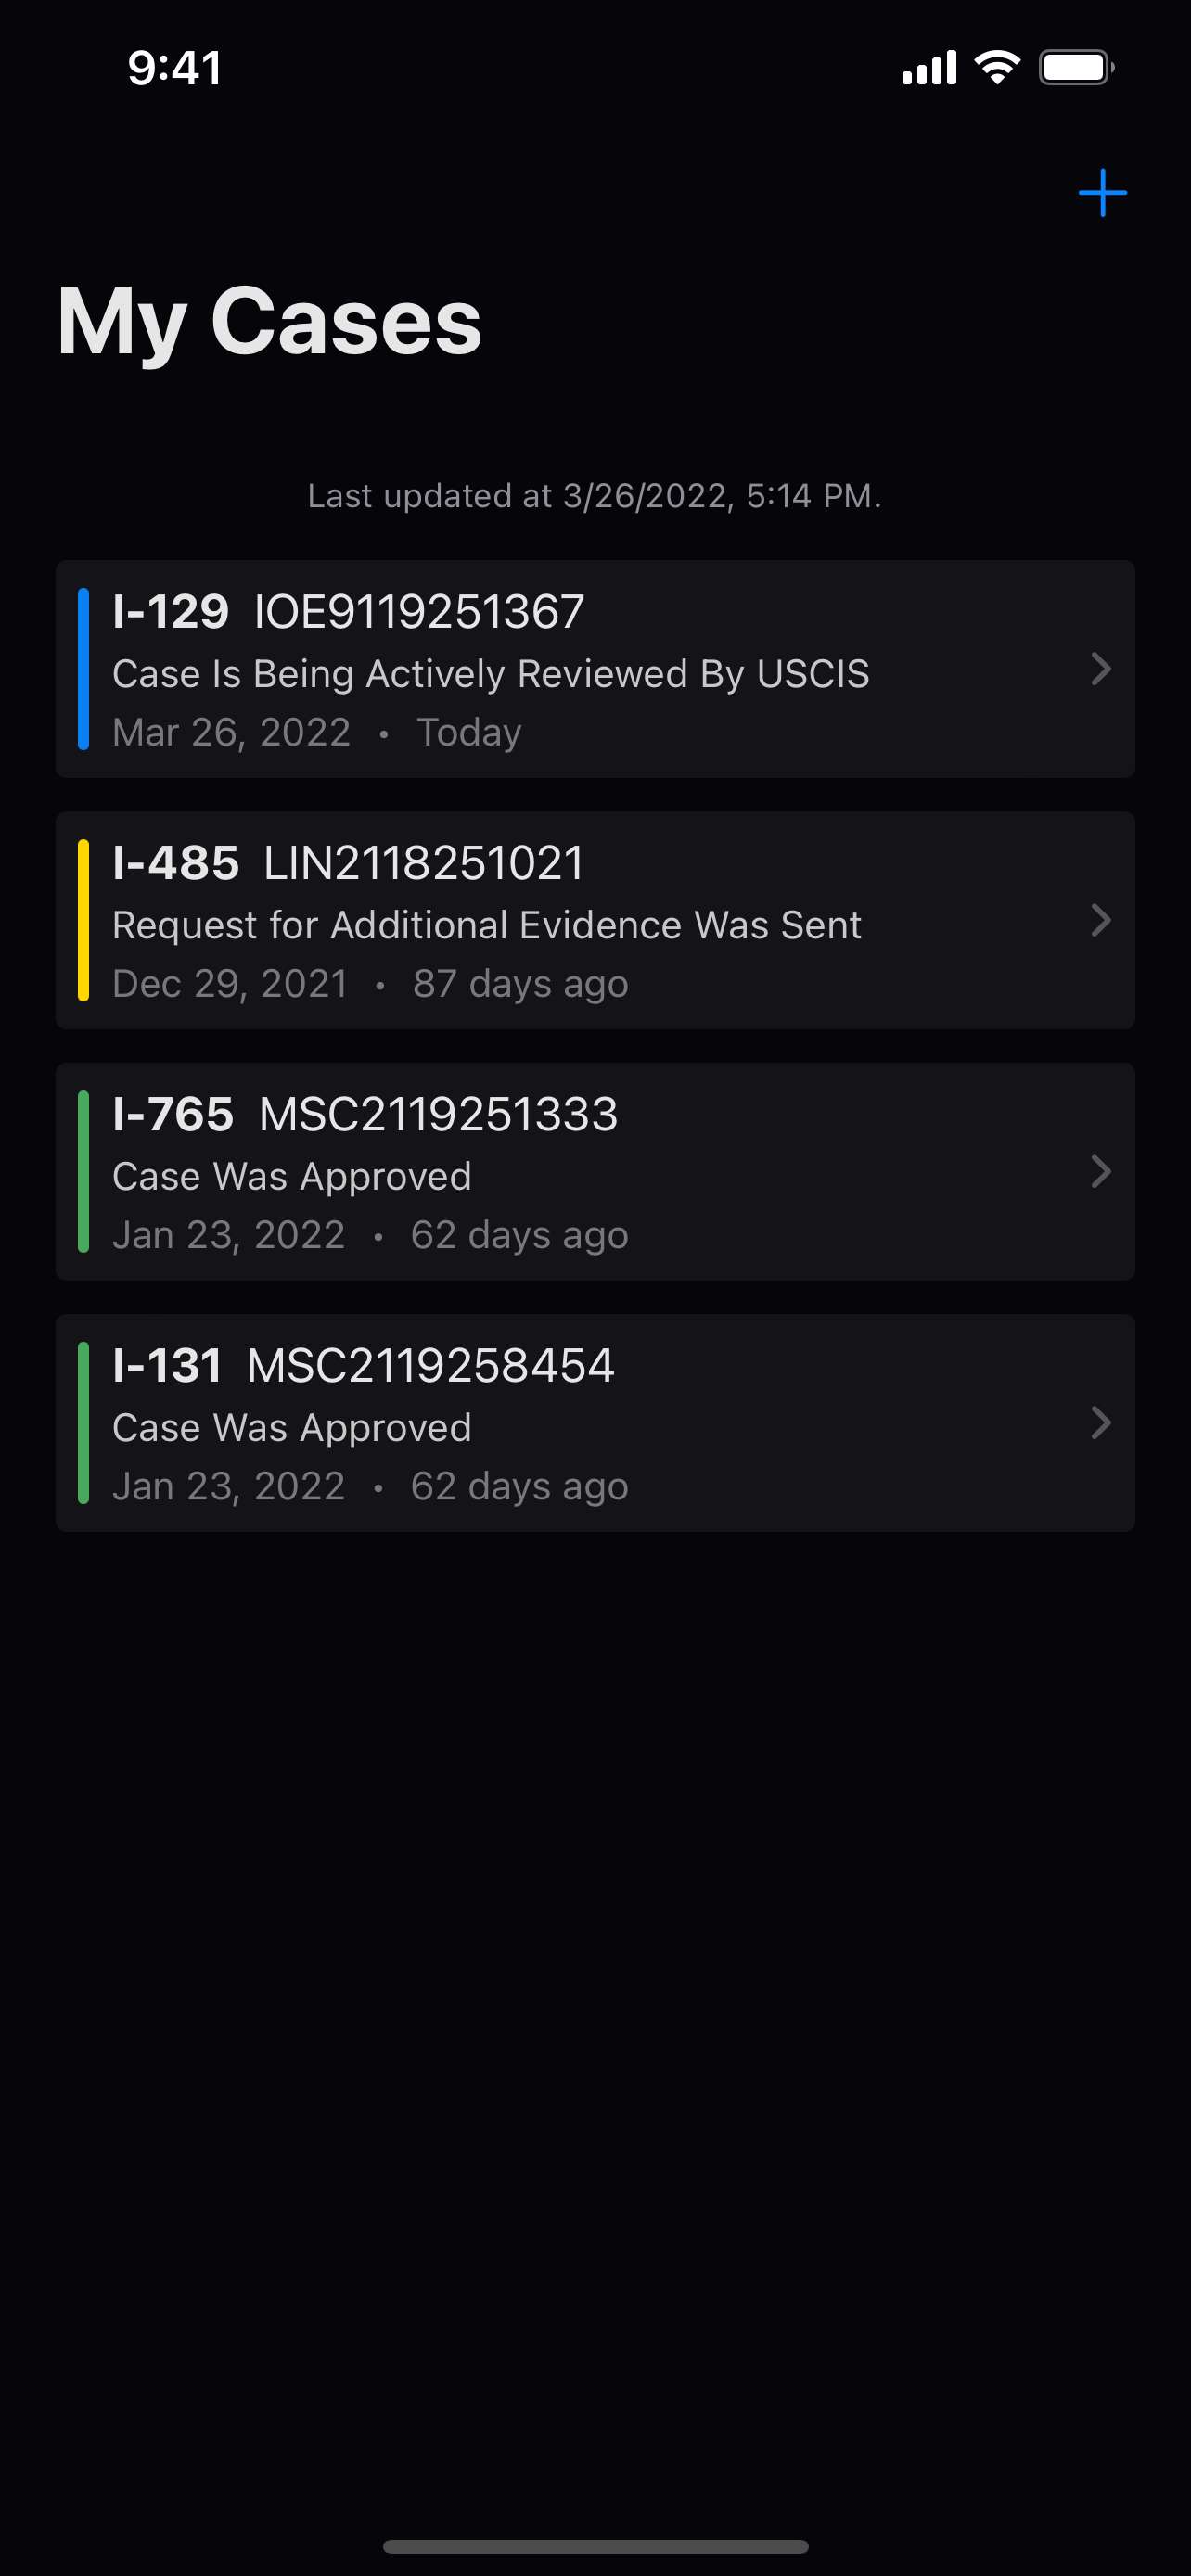 9:41
My Cases
Last updated at 3/26/2022, 5:14 PM.
I-129 IOE9119251367
Case Is Being Actively Reviewed By USCIS
Mar 26, 2022 • Today
I-485 LIN2118251021
Request for Additional Evidence Was Sent
Dec 29, 2021 • 87 days ago
I-765 MSC2119251333
Case Was Approved
Jan 23, 2022 • 62 days ago
I-131 MSC2119258454
Case Was Approved
Jan 23, 2022 • 62 days ago